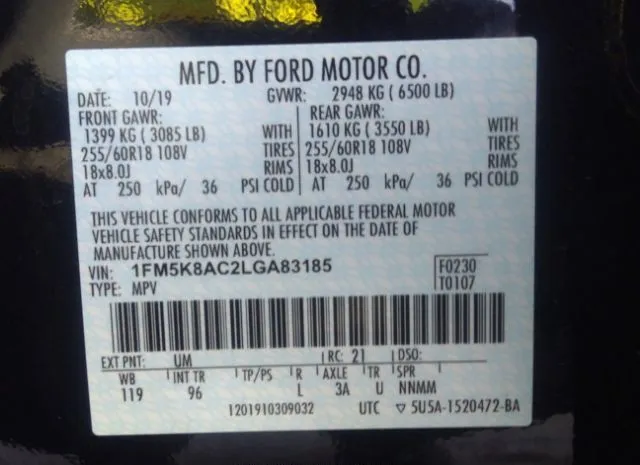 MFD. BY FORD MOTOR CO.
DATE: 10/19 GVWR: 2948 KG ( 6500 LB)
FRONT GAWR: REAR GAWR:
1399 KG ( 3085 LB) WITH 1610 KG ( 3550 LB) WITH
255/60R18 108V TIRES 255/60R18 108V TIRES
18x8.0J RIMS 18x8.0J RIMS
AT 250 kPa/ 36 PSI COLD AT 250 kPa/ 36 PSI COLD
THIS VEHICLE CONFORMS TO ALL APPLICABLE FEDERAL MOTOR
VEHICLE SAFETY STANDARDS IN EFFECT ON THE DATE OF
MANUFACTURE SHOWN ABOVE.
VIN: 1FM5K8AC2LGA83185 F0230
TYPE: MPV T0107
EXT PNT: UM RC: 21 DSO:
WB INT TR TP/PS R AXLE TR SPR
119 96 L 3A U NNMM
1201910309032 UTC ▽ 5U5A-1520472-BA